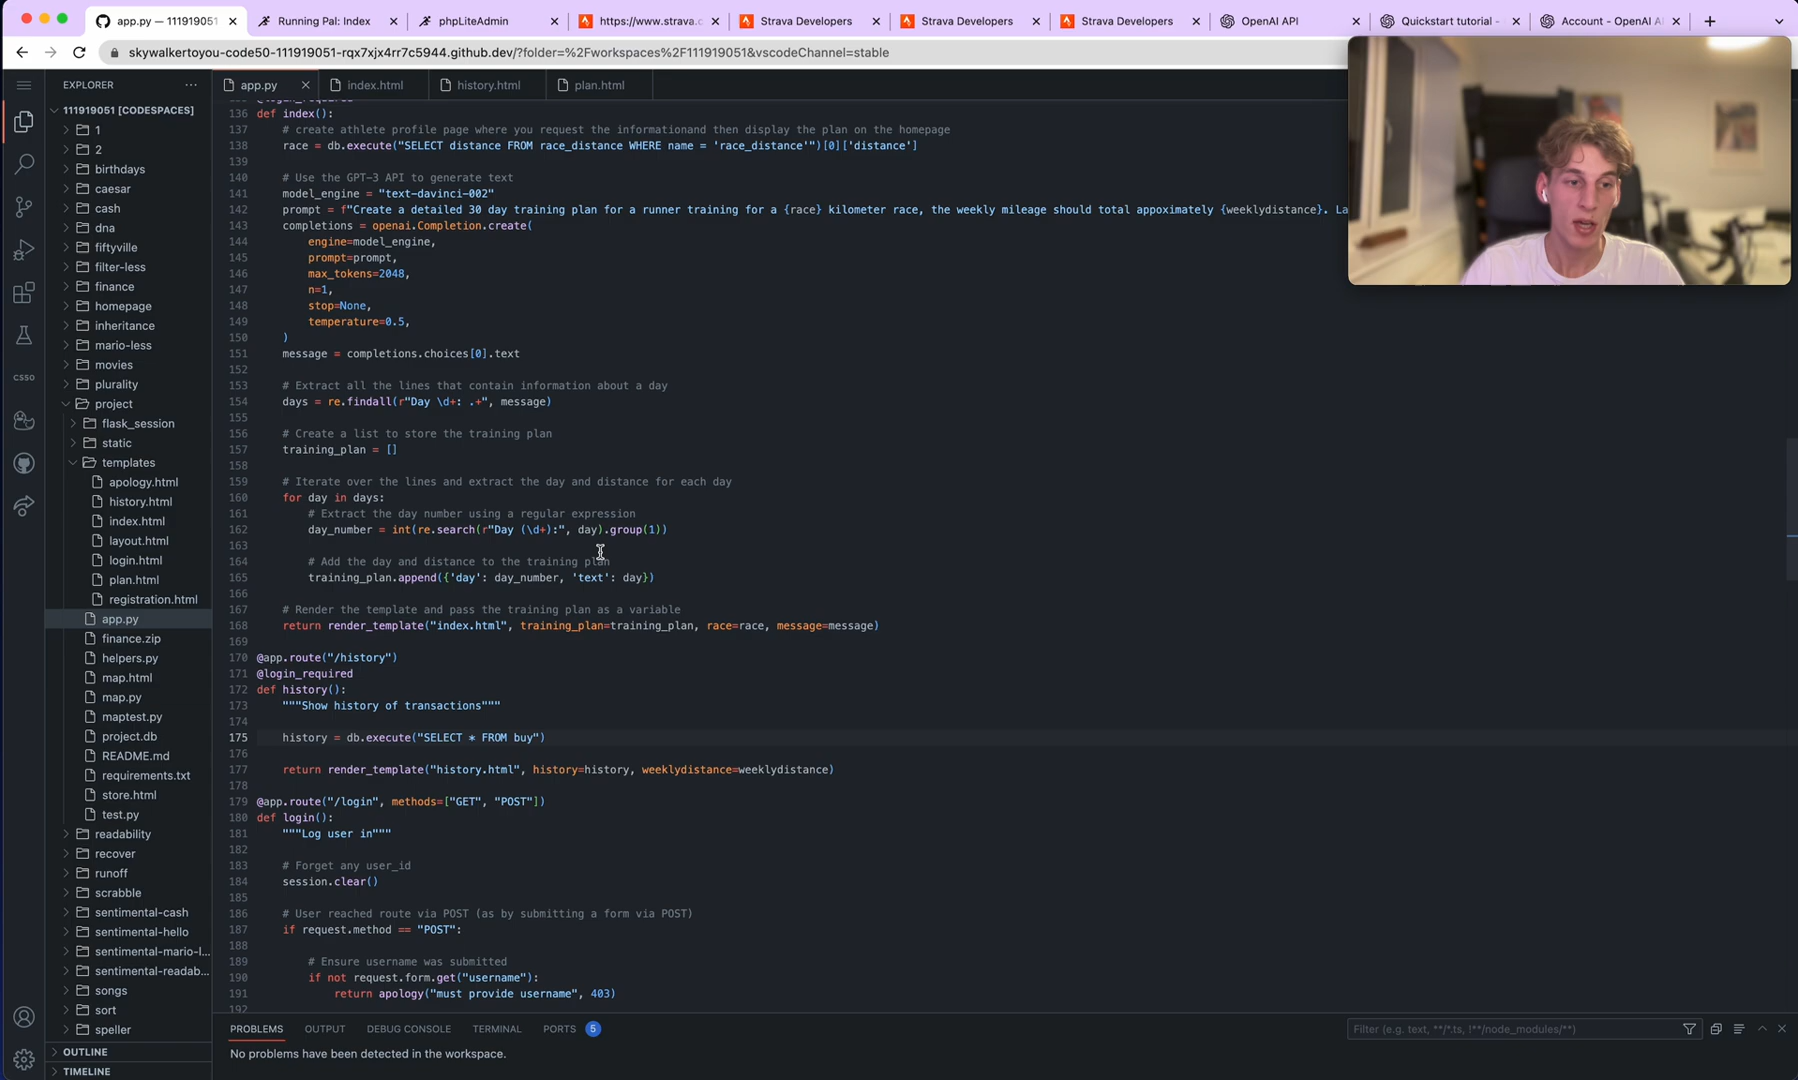 app.py — 111919051
Running Pal: Index
phpLiteAdmin
https://www.strava.c
Strava Developers
Strava Developers
Strava Developers
OpenAI API
Quickstart tutorial -
Account - OpenAI A
skywalkertoyou-code50-111919051-rqx7xjx4rr7c5944.github.dev/?folder=%2Fworkspaces%2F111919051&vscodeChannel=stable
EXPLORER
111919051 [CODESPACES]
1
2
birthdays
caesar
cash
dna
fiftyville
filter-less
finance
homepage
inheritance
mario-less
movies
plurality
project
flask_session
static
templates
apology.html
history.html
index.html
layout.html
login.html
plan.html
registration.html
app.py
finance.zip
helpers.py
map.html
map.py
maptest.py
project.db
README.md
requirements.txt
store.html
test.py
readability
recover
runoff
scrabble
sentimental-cash
sentimental-hello
sentimental-mario-l...
sentimental-readab...
songs
sort
speller
OUTLINE
TIMELINE
CS50
app.py
index.html
history.html
plan.html
@login_required
136 def index():
137 # create athlete profile page where you request the informationand then display the plan on the homepage
138 race = db.execute("SELECT distance FROM race_distance WHERE name = 'race_distance'")[0]['distance']
139
140 # Use the GPT-3 API to generate text
141 model_engine = "text-davinci-002"
142 prompt = f"Create a detailed 30 day training plan for a runner training for a {race} kilometer race, the weekly mileage should total appoximately {weeklydistance}. La
143 completions = openai.Completion.create(
144 engine=model_engine,
145 prompt=prompt,
146 max_tokens=2048,
147 n=1,
148 stop=None,
149 temperature=0.5,
150 )
151 message = completions.choices[0].text
152
153 # Extract all the lines that contain information about a day
154 days = re.findall(r"Day \d+: .+", message)
155
156 # Create a list to store the training plan
157 training_plan = []
158
159 # Iterate over the lines and extract the day and distance for each day
160 for day in days:
161 # Extract the day number using a regular expression
162 day_number = int(re.search(r"Day (\d+):", day).group(1))
163
164 # Add the day and distance to the training plan
165 training_plan.append({'day': day_number, 'text': day})
166
167 # Render the template and pass the training plan as a variable
168 return render_template("index.html", training_plan=training_plan, race=race, message=message)
169
170 @app.route("/history")
171 @login_required
172 def history():
173 """Show history of transactions"""
174
175 history = db.execute("SELECT * FROM buy")
176
177 return render_template("history.html", history=history, weeklydistance=weeklydistance)
178
179 @app.route("/login", methods=["GET", "POST"])
180 def login():
181 """Log user in"""
182
183 # Forget any user_id
184 session.clear()
185
186 # User reached route via POST (as by submitting a form via POST)
187 if request.method == "POST":
188
189 # Ensure username was submitted
190 if not request.form.get("username"):
191 return apology("must provide username", 403)
192
PROBLEMS
OUTPUT
DEBUG CONSOLE
TERMINAL
PORTS 5
Filter (e.g. text, **/*.ts, !**/node_modules/**)
No problems have been detected in the workspace.